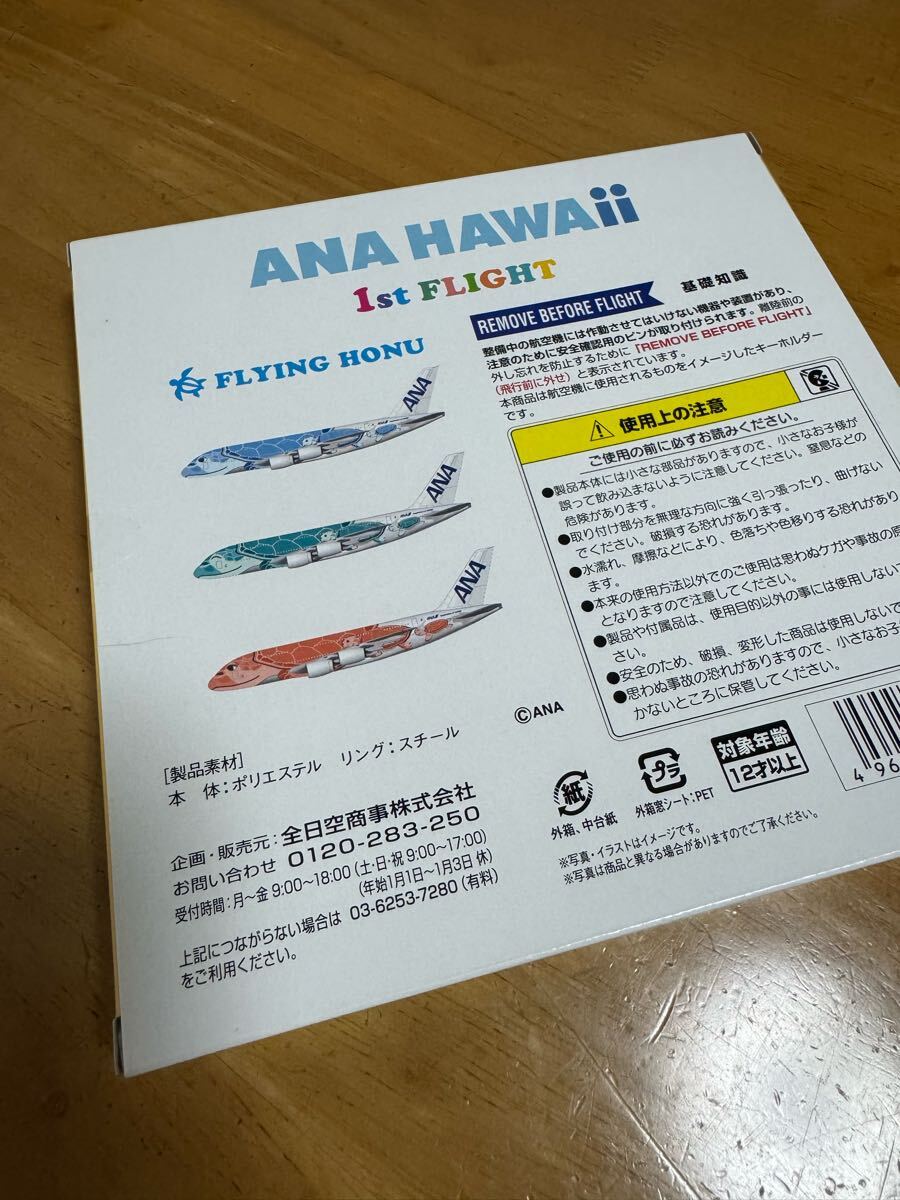 ANA HAWAii
1st FLIGHT
FLYING HONU
ANA
ANA
ANA
REMOVE BEFORE FLIGHT 基礎知識
整備中の航空機には作動させてはいけない機器や装置があり、
注意のために安全確認用のピンが取り付けられます。離陸前の
外し忘れを防止するために「REMOVE BEFORE FLIGHT」
(飛行前に外せ)と表示されています。
本商品は航空機に使用されるものをイメージしたキーホルダー
です。
使用上の注意
ご使用の前に必ずお読みください。
●製品本体には小さな部品がありますので、小さなお子様が
誤って飲み込まないように注意してください。窒息などの
危険があります。
●取り付け部分を無理な方向に強く引っ張ったり、曲げない
でください。破損する恐れがあります。
●水濡れ、摩擦などにより、色落ちや色移りする恐れがあり
ます。
●本来の使用方法以外でのご使用は思わぬケガや事故の原
となりますので注意してください。
●製品や付属品は、使用目的以外の事には使用しない
さい。
●安全のため、破損、変形した商品は使用しないで
●思わぬ事故の恐れがありますので、小さなお子
かないところに保管してください。
©ANA
[製品素材]
本 体:ポリエステル リング:スチール
企画・販売元:全日空商事株式会社
お問い合わせ 0120-283-250
受付時間:月～金 9:00～18:00 (土・日・祝 9:00～17:00)
(年始1月1日～1月3日 休)
上記につながらない場合は 03-6253-7280 (有料)
をご利用ください。
紙
外箱、中台紙
プラ
外箱窓シート:PET
対象年齢
12才以上
4 96
※写真・イラストはイメージです。
※写真は商品と異なる場合がありますのでご了承ください。